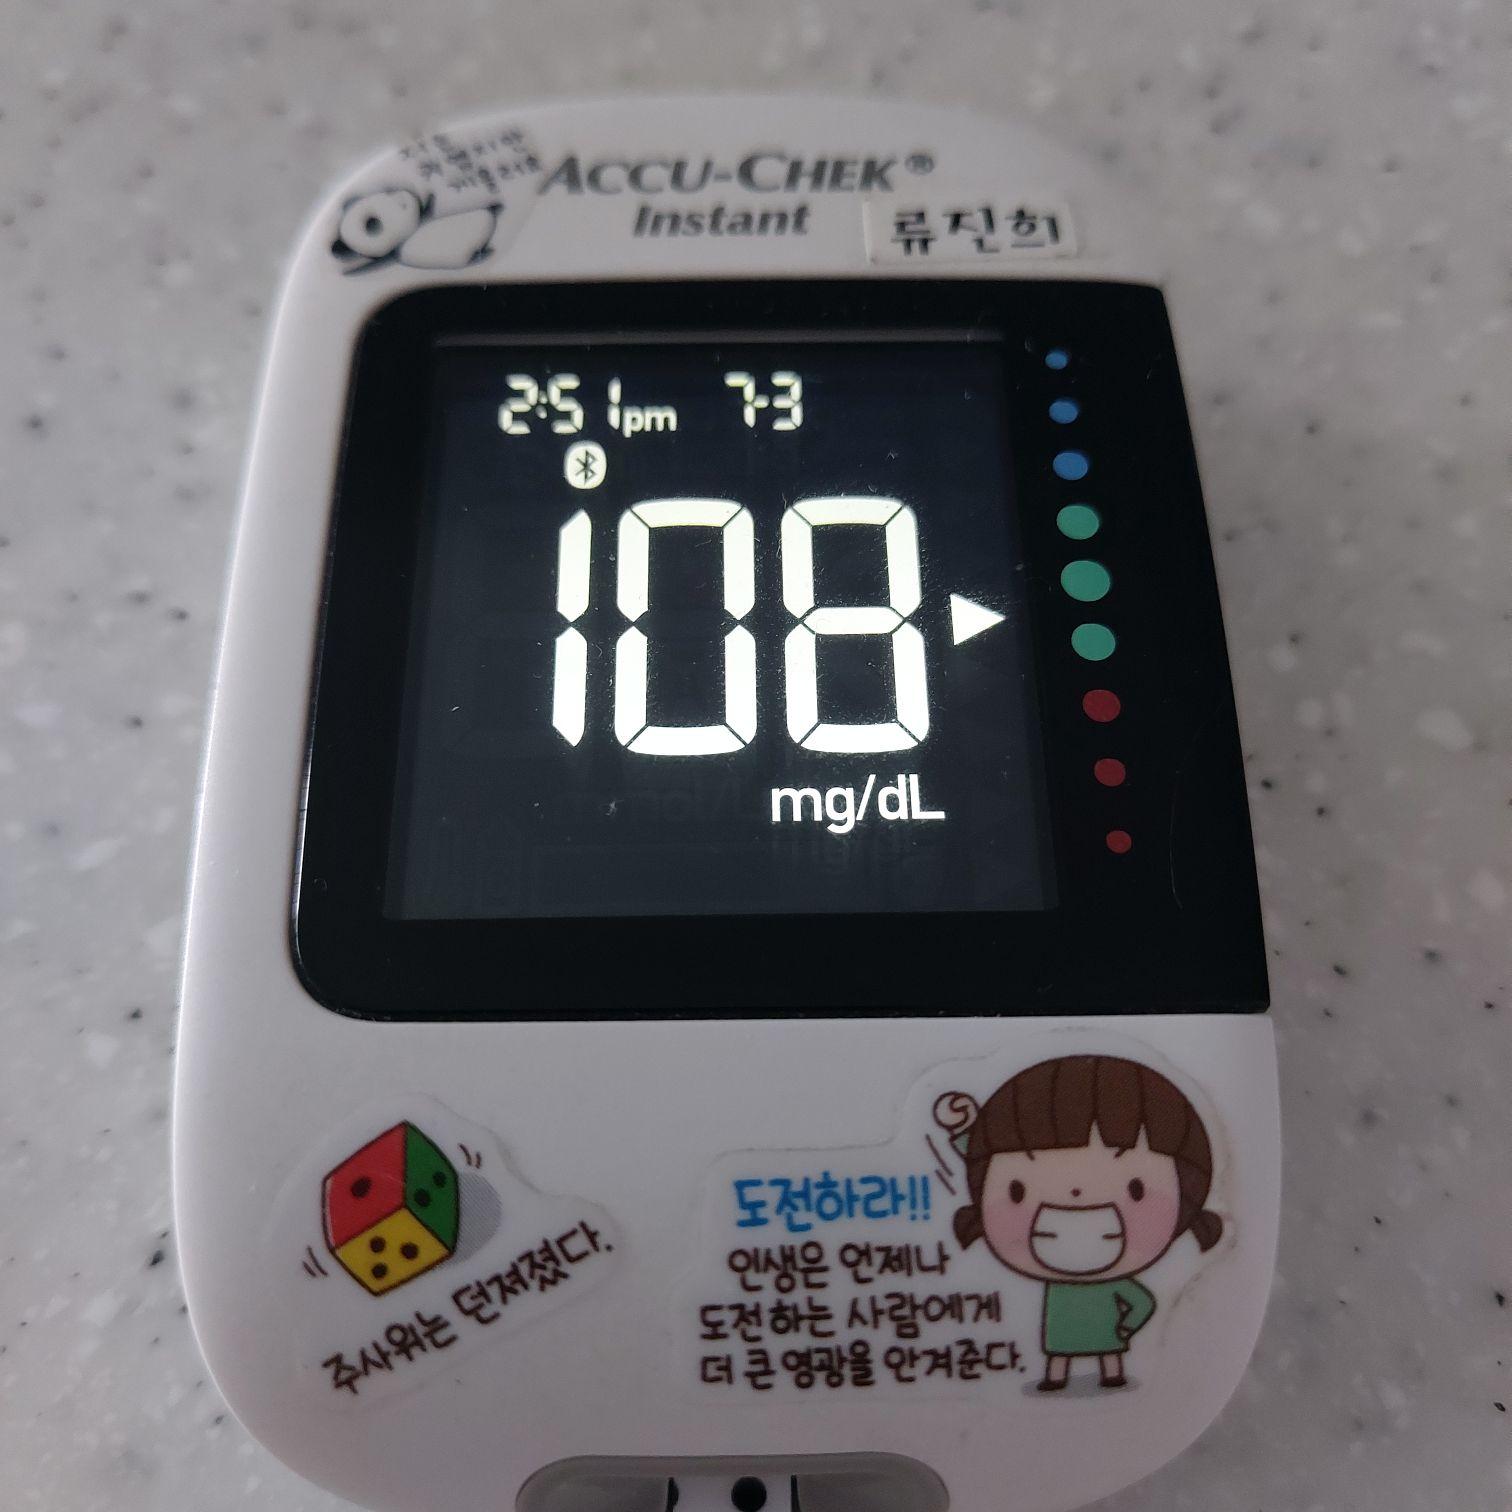 ACCU-CHEK®
Instant
류진희
2:51pm 7-3
108
mg/dL
주사위는 던져졌다.
도전하라!!
인생은 언제나
도전하는 사람에게
더 큰 영광을 안겨준다.